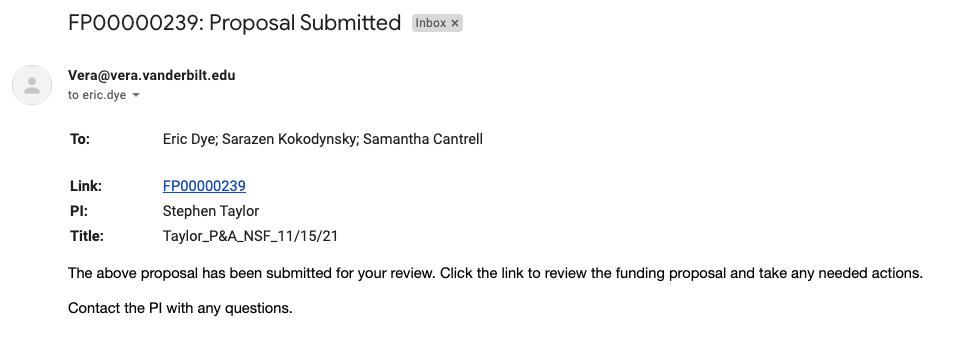 FP00000239: Proposal Submitted Inbox ×
Vera@vera.vanderbilt.edu
to eric.dye
To: Eric Dye; Sarazen Kokodynsky; Samantha Cantrell
Link: FP00000239
PI: Stephen Taylor
Title: Taylor_P&A_NSF_11/15/21
The above proposal has been submitted for your review. Click the link to review the funding proposal and take any needed actions.
Contact the PI with any questions.